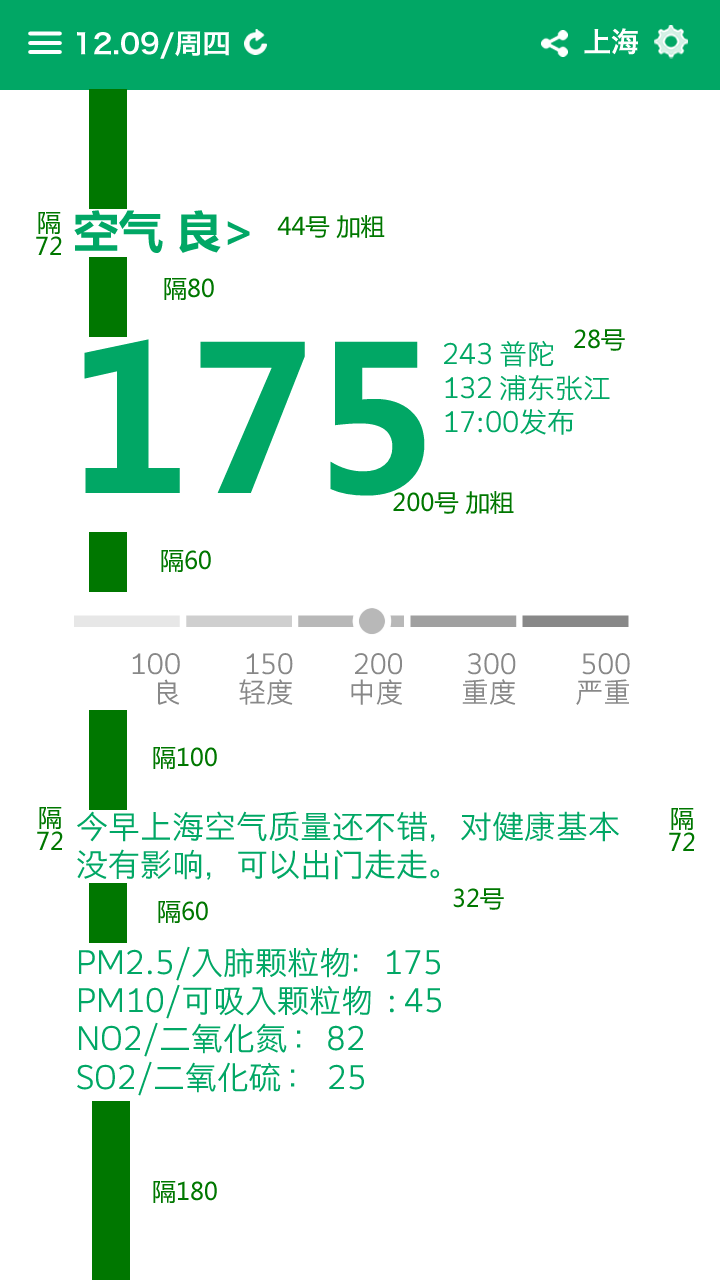 12.09/周四
上海
隔
72
空气 良>
44号 加粗
隔80
175
243 普陀
28号
132 浦东张江
17:00发布
200号 加粗
隔60
100 150 200 300 500
良 轻度 中度 重度 严重
隔100
隔
72
今早上海空气质量还不错，对健康基本
没有影响，可以出门走走。
隔
72
32号
隔60
PM2.5/入肺颗粒物：175
PM10/可吸入颗粒物 : 45
NO2/二氧化氮： 82
SO2/二氧化硫： 25
隔180